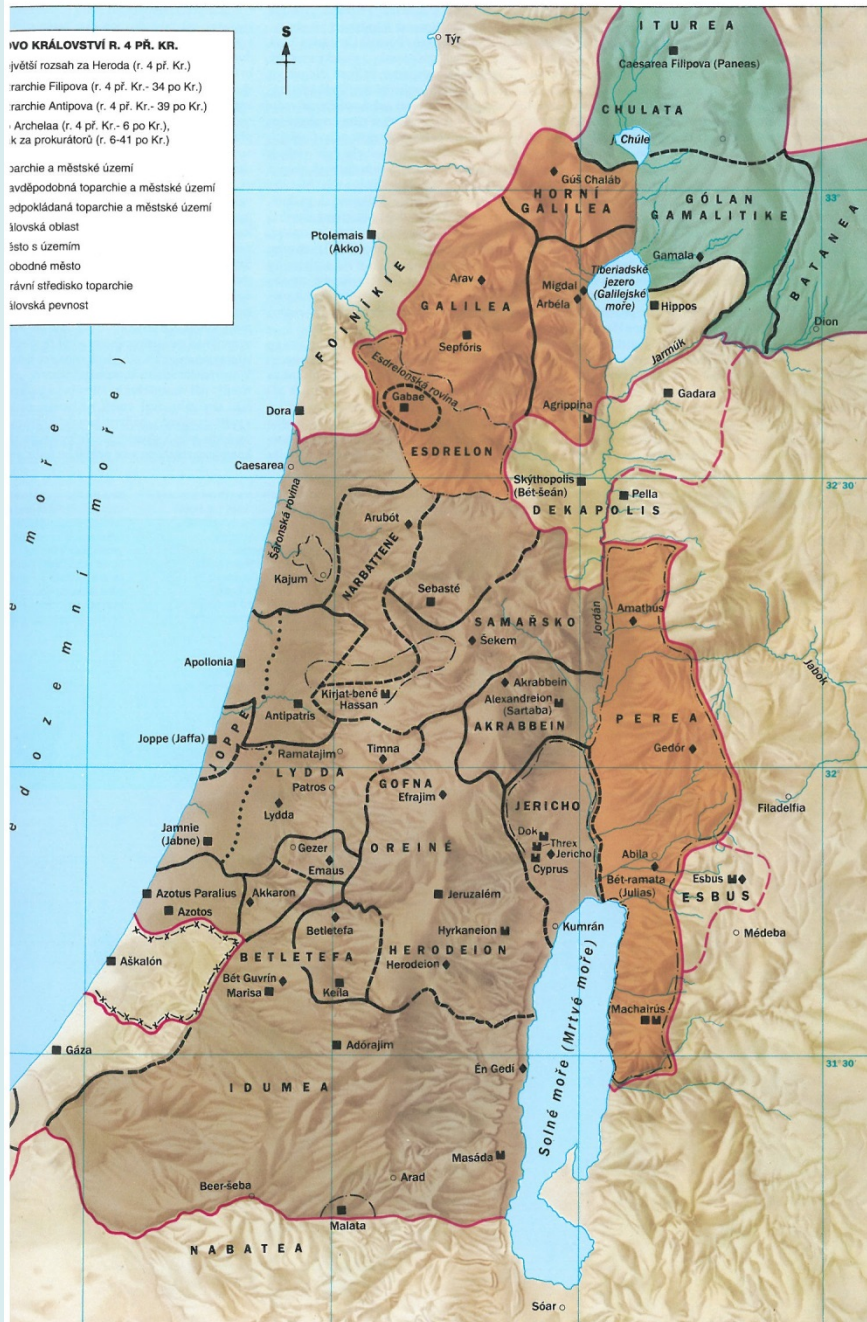 OVO KRÁLOVSTVÍ R. 4 PŘ. KR.
jvětší rozsah za Heroda (r. 4 př. Kr.)
trarchie Filipova (r. 4 př. Kr.- 34 po Kr.)
trarchie Antipova (r. 4 př. Kr.- 39 po Kr.)
Archelaa (r. 4 př. Kr.- 6 po Kr.),
k za prokurátorů (r. 6-41 po Kr.)
oparchie a městské území
avděpodobná toparchie a městské území
edpokládaná toparchie a městské území
álovská oblast
ěsto s územím
obodné město
rávní středisko toparchie
álovská pevnost
S
Týr
ITUREA
Caesarea Filipova (Paneas)
CHULATA
j. Chúle
Gúš Chaláb
HORNÍ
GALILEA
33°
GÓLAN
GAMALITIKE
BATANEA
Ptolemais
(Akko)
Gamala
Tiberiadské
jezero
(Galilejské
moře)
Arav
Migdal
Arbéla
GALILEA
Hippos
FOINÍKIE
Sepfóris
Dion
Jarmúk
Esdrelonská rovina
Gabae
Gadara
Dora
Agrippina
ESDRELON
Caesarea
Skýthopolis
(Bét-šeán)
32°30'
Pella
DEKAPOLIS
Šáronská rovina
Arubót
NARBATTENE
Kajum
Sebasté
SAMAŘSKO
Jordán
Amathús
Šekem
Jabok
Apollonia
Akrabbein
Kirjat-bené
Hassan
Alexandreion
(Sartaba)
AKRABBEIN
PEREA
Antipatris
Joppe (Jaffa)
JOPPE
Gedór
Ramatajim
Timna
32°
LYDDA
GOFNA
Patros
Efrajim
JERICHO
Filadelfia
Lydda
Jamnie
(Jabne)
Dok
Threx
Jericho
Cyprus
Gezer
Emaus
OREINÉ
Abila
Bét-ramata
(Julias)
Esbus
ESBUS
Azotus Paralius
Akkaron
Jeruzalém
Azotos
Betletefa
Hyrkaneion
Kumrán
Médeba
BETLETEFA
HERODEION
Aškalón
Bét Guvrín
Herodeion
Marisa
Keila
Machairús
Adórajim
Gáza
31°30'
Én Gedí
IDUMEA
Solné moře (Mrtvé moře)
Masáda
Arad
Beer-šeba
Malata
NABATEA
Sóar
edozemní
moře)
e moře